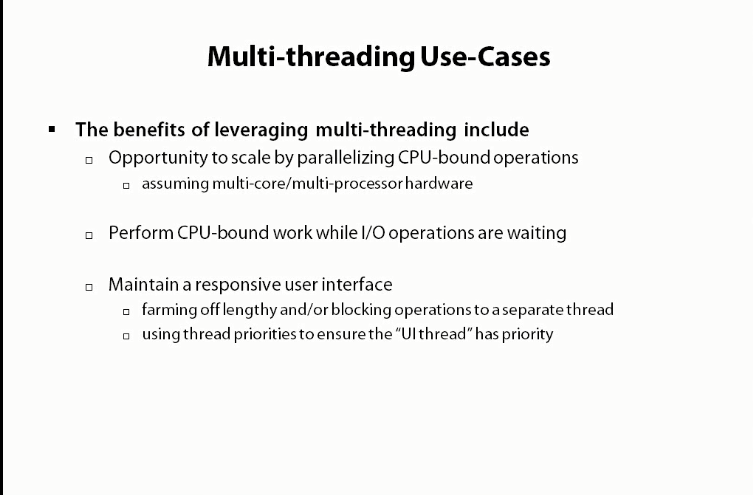 Multi-threading Use-Cases
▪ The benefits of leveraging multi-threading include
▫ Opportunity to scale by parallelizing CPU-bound operations
▫ assuming multi-core/multi-processor hardware
▫ Perform CPU-bound work while I/O operations are waiting
▫ Maintain a responsive user interface
▫ farming off lengthy and/or blocking operations to a separate thread
▫ using thread priorities to ensure the “UI thread” has priority